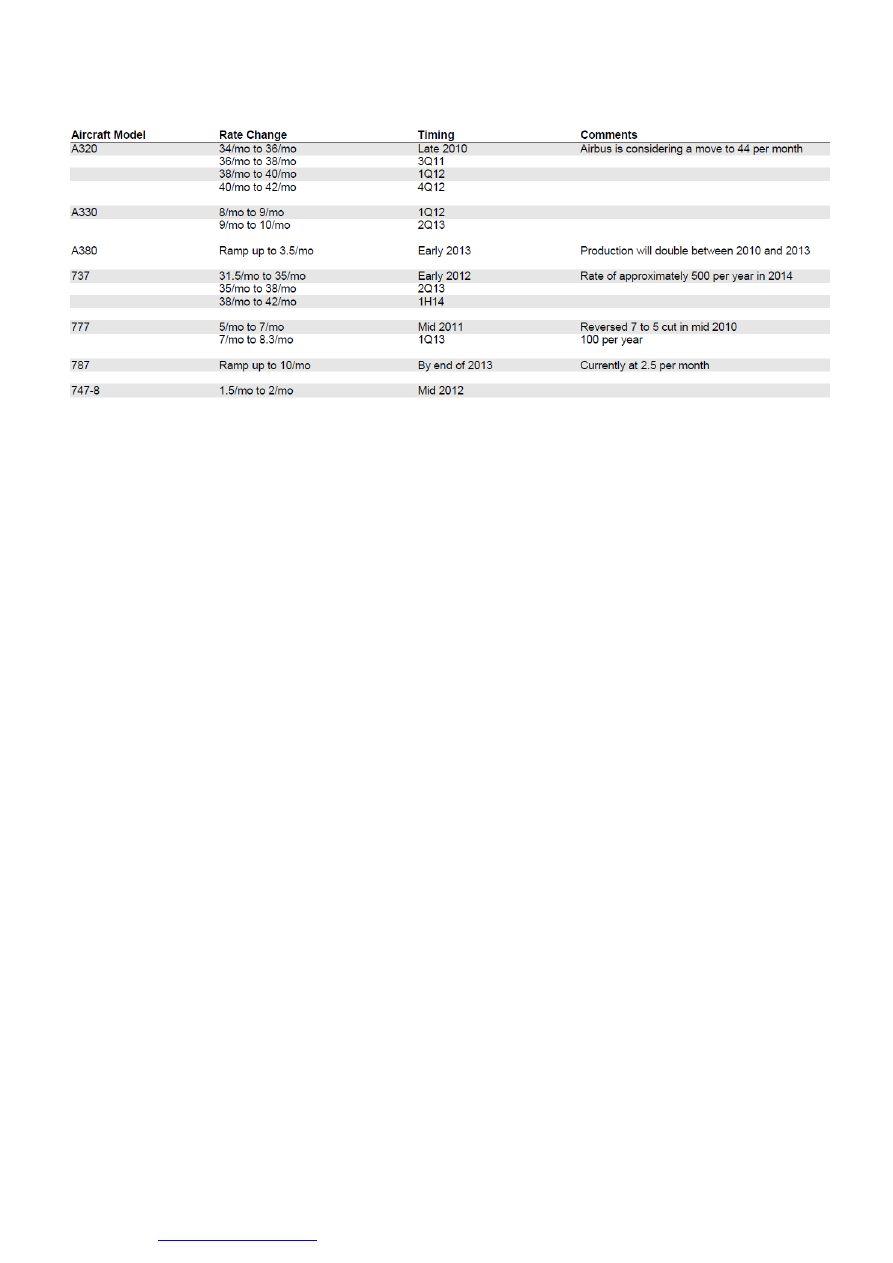 Aircraft Model Rate Change Timing Comments
A320 34/mo to 36/mo Late 2010 Airbus is considering a move to 44 per month
36/mo to 38/mo 3Q11
38/mo to 40/mo 1Q12
40/mo to 42/mo 4Q12
A330 8/mo to 9/mo 1Q12
9/mo to 10/mo 2Q13
A380 Ramp up to 3.5/mo Early 2013 Production will double between 2010 and 2013
737 31.5/mo to 35/mo Early 2012 Rate of approximately 500 per year in 2014
35/mo to 38/mo 2Q13
38/mo to 42/mo 1H14
777 5/mo to 7/mo Mid 2011 Reversed 7 to 5 cut in mid 2010
7/mo to 8.3/mo 1Q13 100 per year
787 Ramp up to 10/mo By end of 2013 Currently at 2.5 per month
747-8 1.5/mo to 2/mo Mid 2012